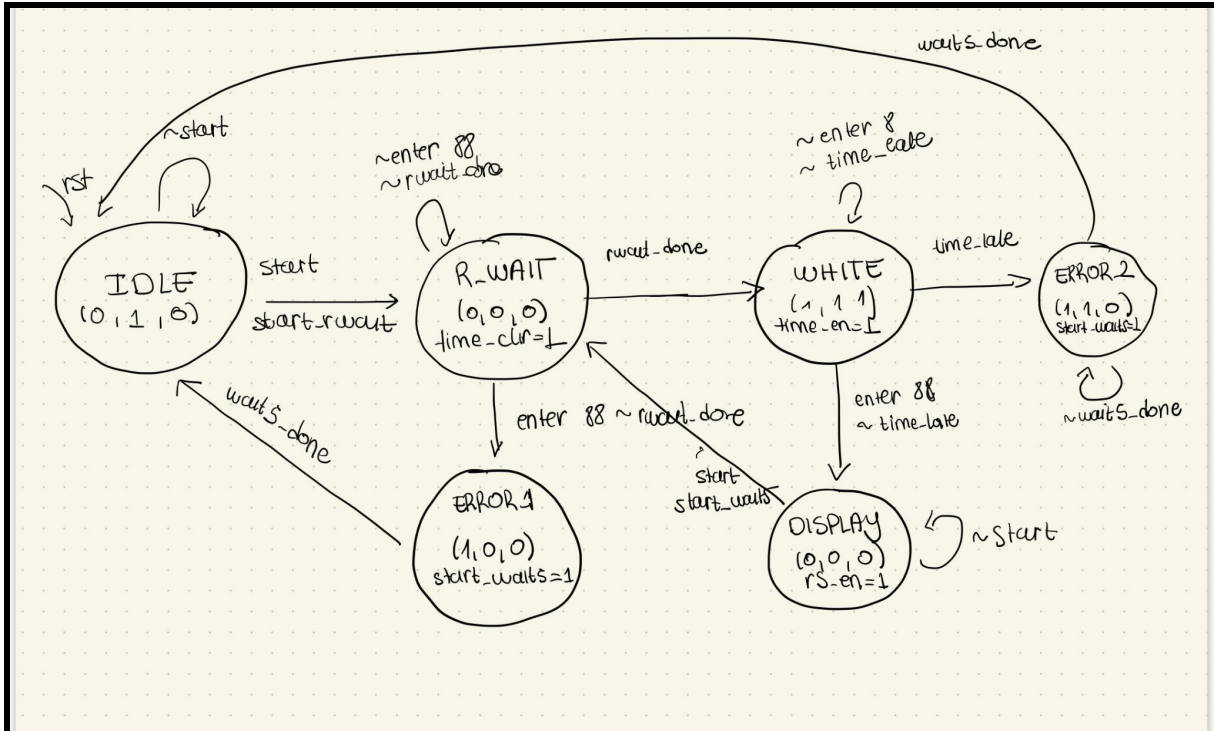 wait5_done
~start
rst
~enter 88
~rwait_done
~enter 8
~ time_late
IDLE
(0,1,0)
start
start_rwait
R_WAIT
(0,0,0)
time_clr=1
rwait_done
WHITE
(1,1 1)
time_en=1
time_late
ERROR_2
(1,1,0)
start_wait5=1
~wait5_done
wait5_done
enter 88 ~rwait_done
start
start_wait5
enter 88
~ time_late
ERROR1
(1,0,0)
start_wait5=1
DISPLAY
(0,0,0)
rs_en=1
~start